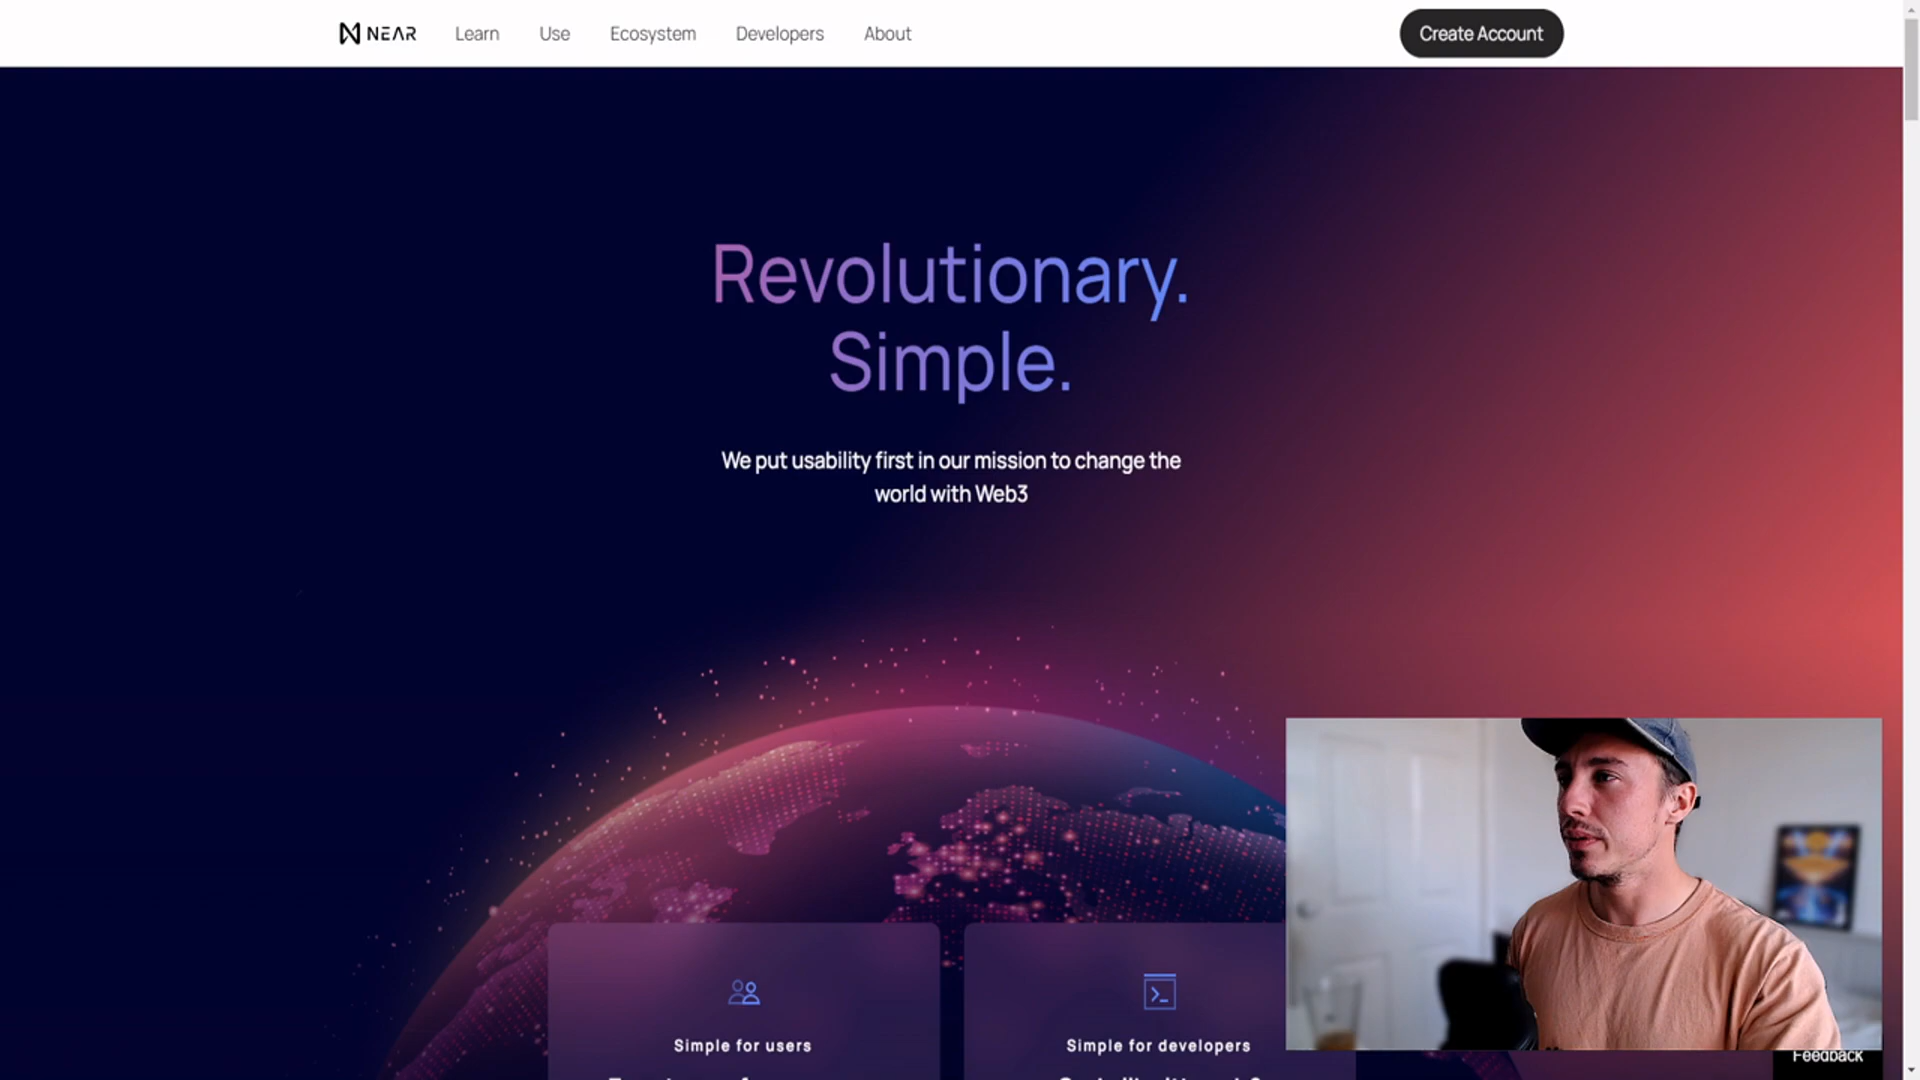 NEAR Learn Use Ecosystem Developers About Create Account
Revolutionary.
Simple.
We put usability first in our mission to change the
world with Web3
Simple for users
Simple for developers
Feedback